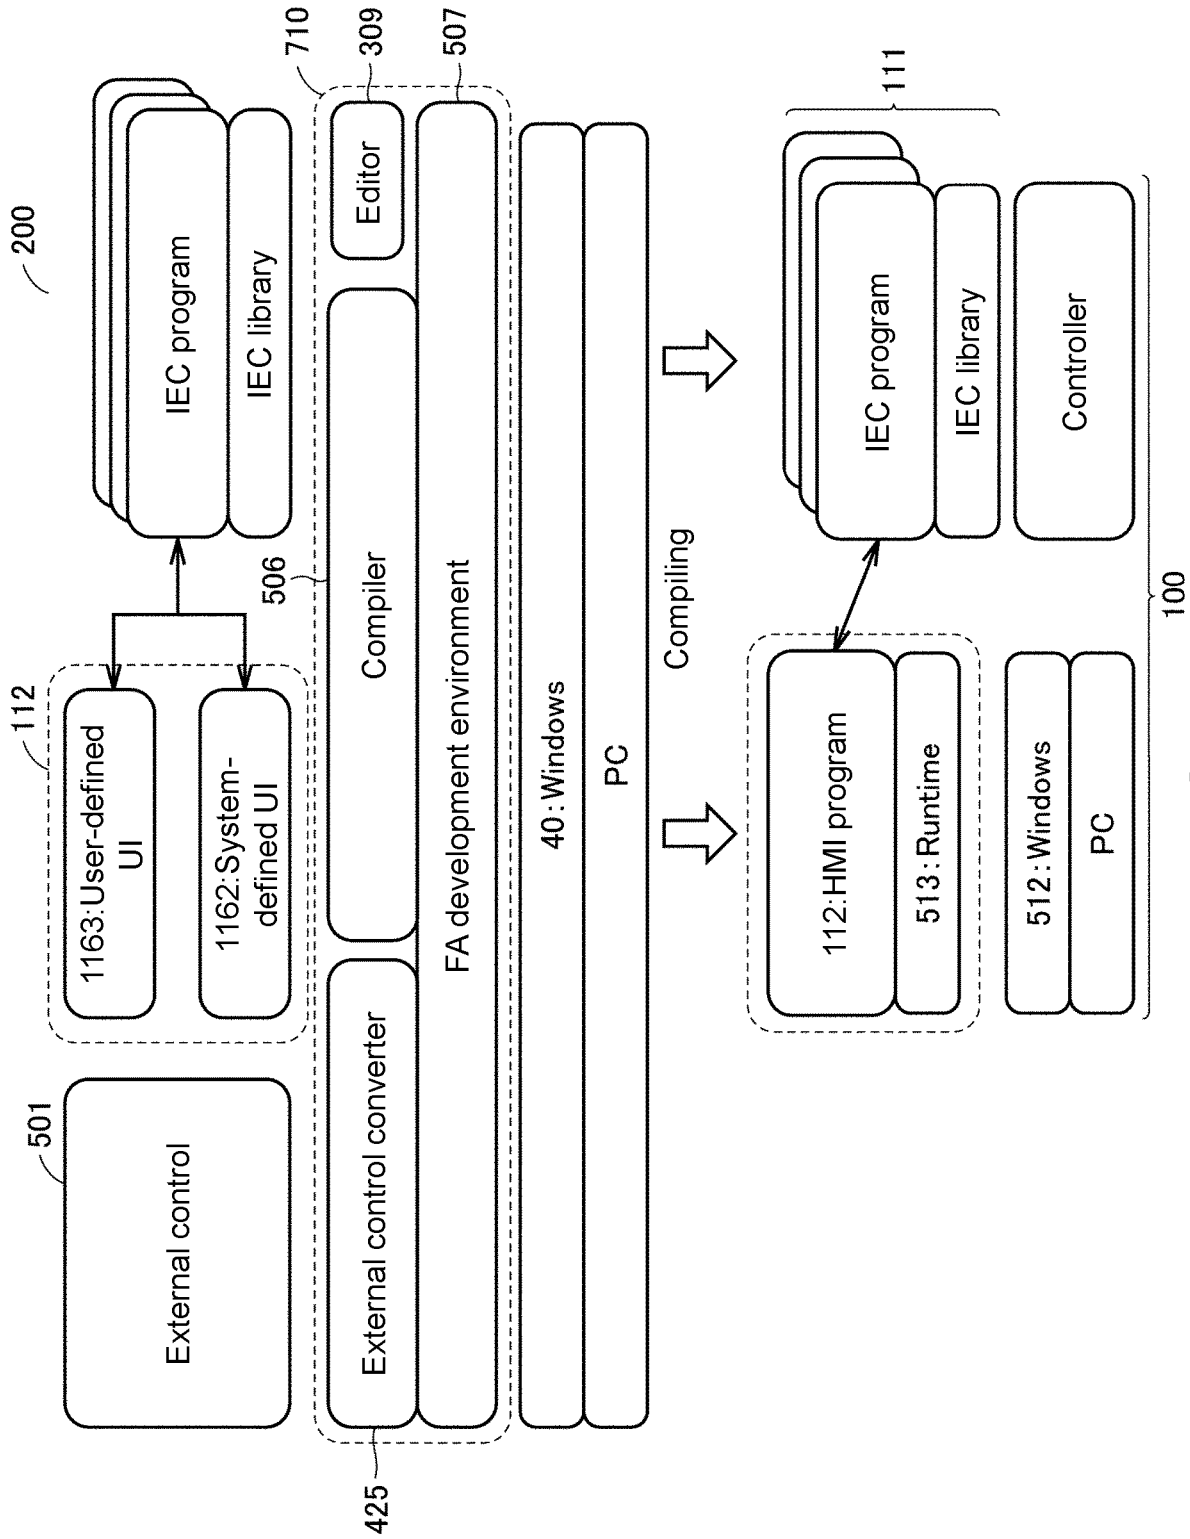 200
501
External control
112
1163:User-defined
UI
1162:System-
defined UI
IEC program
IEC library
506
710
425
External control converter
Compiler
Editor
309
FA development environment
507
40:Windows
PC
Compiling
112:HMI program
513:Runtime
512:Windows
PC
IEC program
IEC library
111
Controller
100